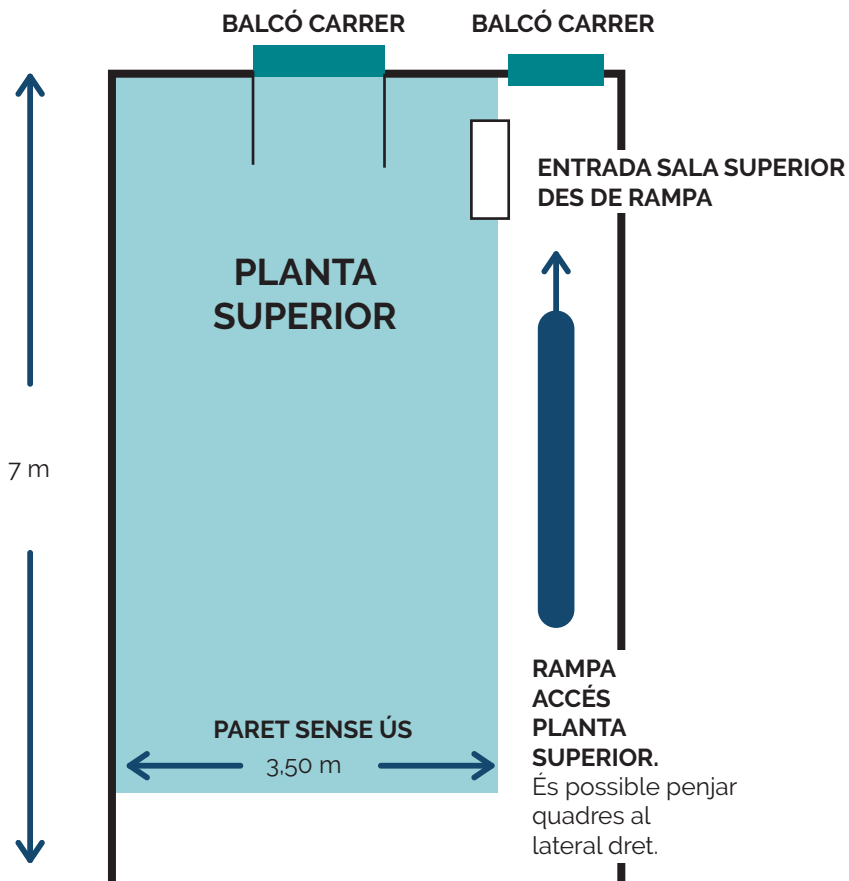 BALCÓ CARRER
BALCÓ CARRER
ENTRADA SALA SUPERIOR
DES DE RAMPA
PLANTA
SUPERIOR
7 m
PARET SENSE ÚS
3,50 m
RAMPA
ACCÉS
PLANTA
SUPERIOR.
És possible penjar
quadres al
lateral dret.